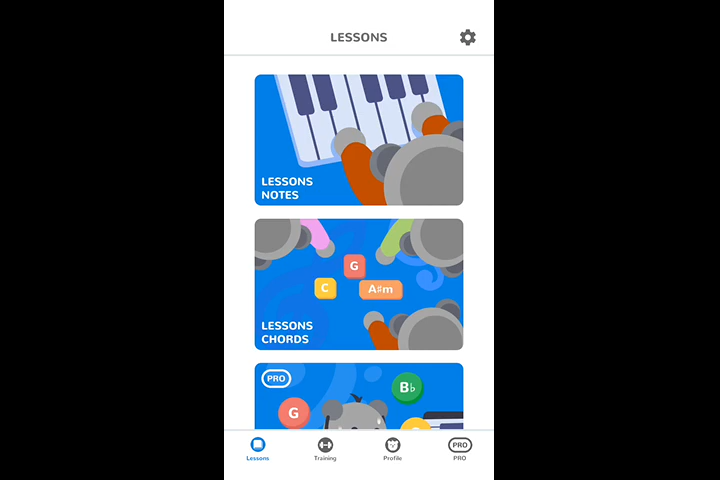 LESSONS
LESSONS
NOTES
G
C
A♯m
LESSONS
CHORDS
PRO
B♭
G
PRO
Lessons
Training
Profile
PRO